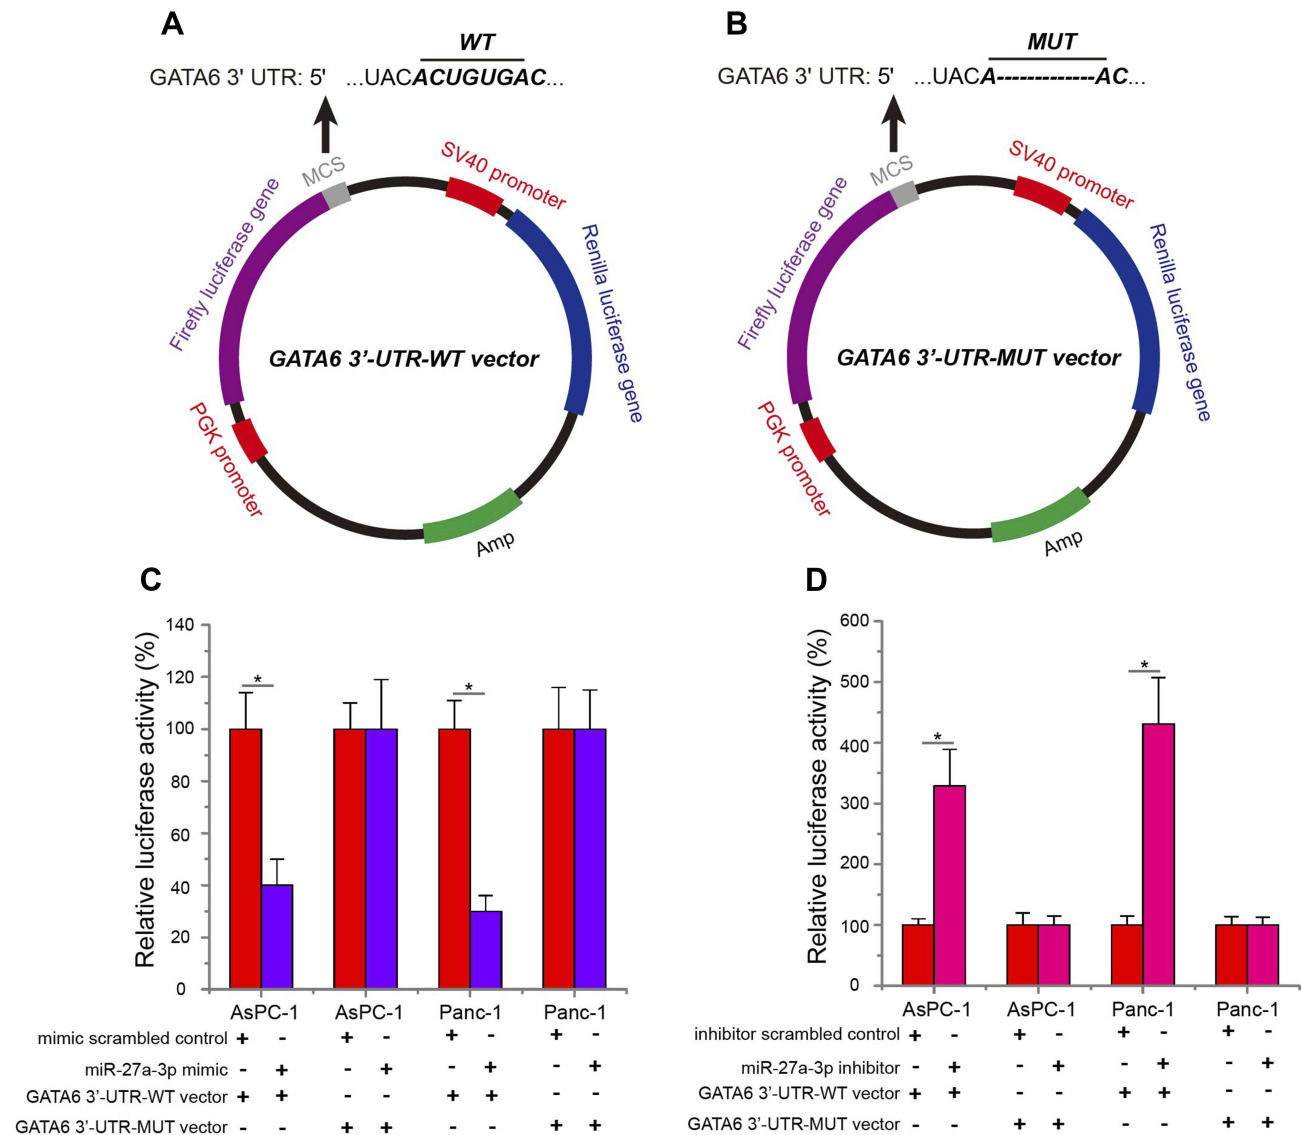 A
WT
GATA6 3' UTR: 5' ...UACACUGUGAC...
MCS
SV40 promoter
Firefly luciferase gene
Renilla luciferase gene
GATA6 3’-UTR-WT vector
PGK promoter
Amp
B
MUT
GATA6 3' UTR: 5' ...UACA-------------AC...
MCS
SV40 promoter
Firefly luciferase gene
Renilla luciferase gene
GATA6 3’-UTR-MUT vector
PGK promoter
Amp
C
Relative luciferase activity (%)
140
120
100
80
60
40
20
0
* *
AsPC-1 AsPC-1 Panc-1 Panc-1
mimic scrambled control + - + - + - + -
miR-27a-3p mimic - + - + - + - +
GATA6 3’-UTR-WT vector + + - - + + - -
GATA6 3’-UTR-MUT vector - - + + - - + +
D
Relative luciferase activity (%)
600
500
400
300
200
100
0
* *
AsPC-1 AsPC-1 Panc-1 Panc-1
inhibitor scrambled control + - + - + - + -
miR-27a-3p inhibitor - + - + - + - +
GATA6 3’-UTR-WT vector + + - - + + - -
GATA6 3’-UTR-MUT vector - - + + - - + +